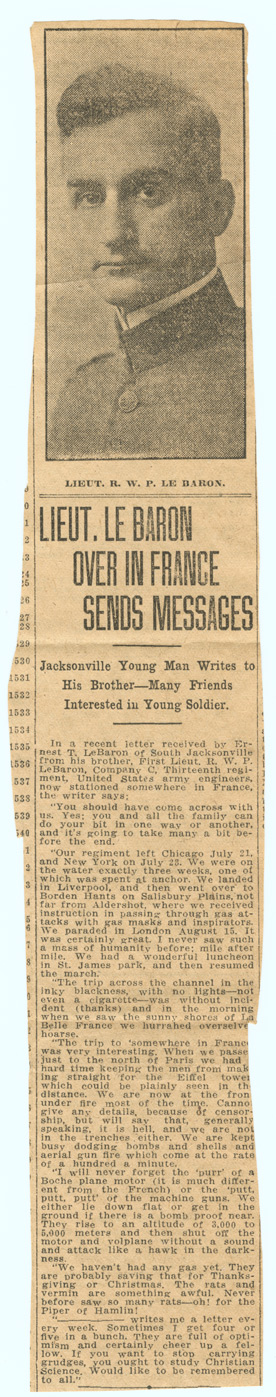 LIEUT. R. W. P. LE BARON.
LIEUT. LE BARON
OVER IN FRANCE
SENDS MESSAGES
Jacksonville Young Man Writes to
His Brother—Many Friends
Interested in Young Soldier.
In a recent letter received by Er-
nest T. LeBaron of South Jacksonville
from his brother, First Lieut. R. W. P.
LeBaron, Company C, Thirteenth regi-
ment, United States army engineers,
now stationed somewhere in France,
the writer says:
"You should have come across with
us. Yes; you and all the family can
do your bit in one way or another,
and it's going to take many a bit be-
fore the end.
"Our regiment left Chicago July 21,
and New York on July 23. We were on
the water exactly three weeks, one of
which was spent at anchor. We landed
in Liverpool, and then went over to
Borden Hants on Salisbury Plains, not
far from Aldershot, where we received
instruction in passing through gas at-
tacks with gas masks and inspirators.
We paraded in London August 15. It
was certainly great. I never saw such
a mass of humanity before; mile after
mile. We had a wonderful luncheon
in St. James park, and then resumed
the march.
"The trip across the channel in the
inky blackness, with no lights—not
even a cigarette—was without inci-
dent (thanks) and in the morning
when we saw the sunny shores of La
Belle France we hurrahed overselve
hoarse.
"The trip to 'somewhere in France
was very interesting. When we passe
just to the north of Paris we had
hard time keeping the men from mak
ing straight for the Eiffel tower
which could be plainly seen in th
distance. We are now at the fron
under fire most of the time. Canno
give any details, because of censor-
ship, but will say that, generally
speaking, it is hell, and we are not
in the trenches either. We are kept
busy dodging bombs and shells and
aerial gun fire which come at the rate
of a hundred a minute.
"I will never forget the 'purr' of a
Boche plane motor (it is much differ-
ent from the French) or the 'putt,
putt, putt' of the machine guns. We
either lie down flat or get in the
ground if there is a bomb proof near.
They rise to an altitude of 3,000 to
5,000 meters and then shut off the
motor and volplane without a sound
and attack like a hawk in the dark-
ness.
"We haven't had any gas yet. They
are probably saving that for Thanks-
giving or Christmas. The rats and
vermin are something awful. Never
before saw so many rats—oh! for the
Piper of Hamlin!
"———— writes me a letter ev-
ery week. Sometimes I get four or
five in a bunch. They are full of opti-
mism and certainly cheer up a fel-
low. If you want to stop carrying
grudges, you ought to study Christian
Science. Would like to be remembered
to all."
530
1531
1532
1533
1534
1535
1536
1537
1538